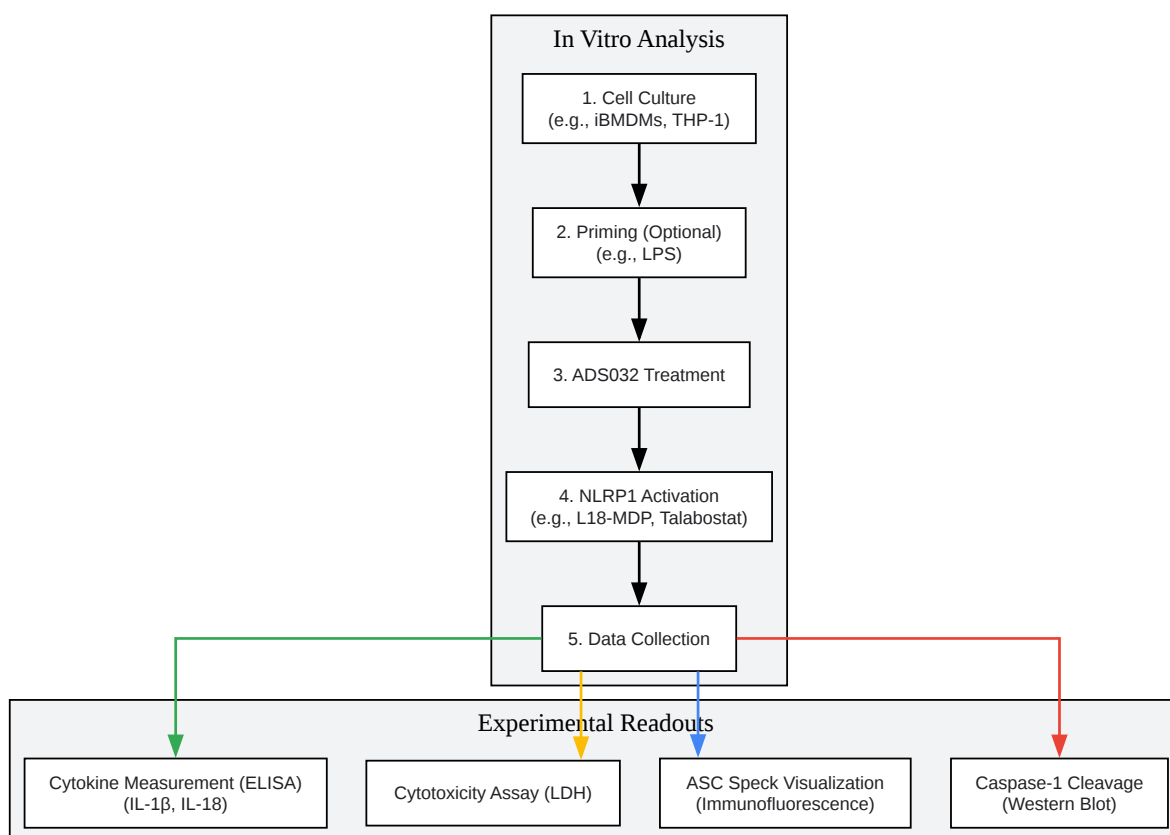 In Vitro Analysis
1. Cell Culture
(e.g., iBMDMs, THP-1)
2. Priming (Optional)
(e.g., LPS)
3. ADS032 Treatment
4. NLRP1 Activation
(e.g., L18-MDP, Talabostat)
5. Data Collection
Experimental Readouts
Cytokine Measurement (ELISA)
(IL-1β, IL-18)
Cytotoxicity Assay (LDH)
ASC Speck Visualization
(Immunofluorescence)
Caspase-1 Cleavage
(Western Blot)